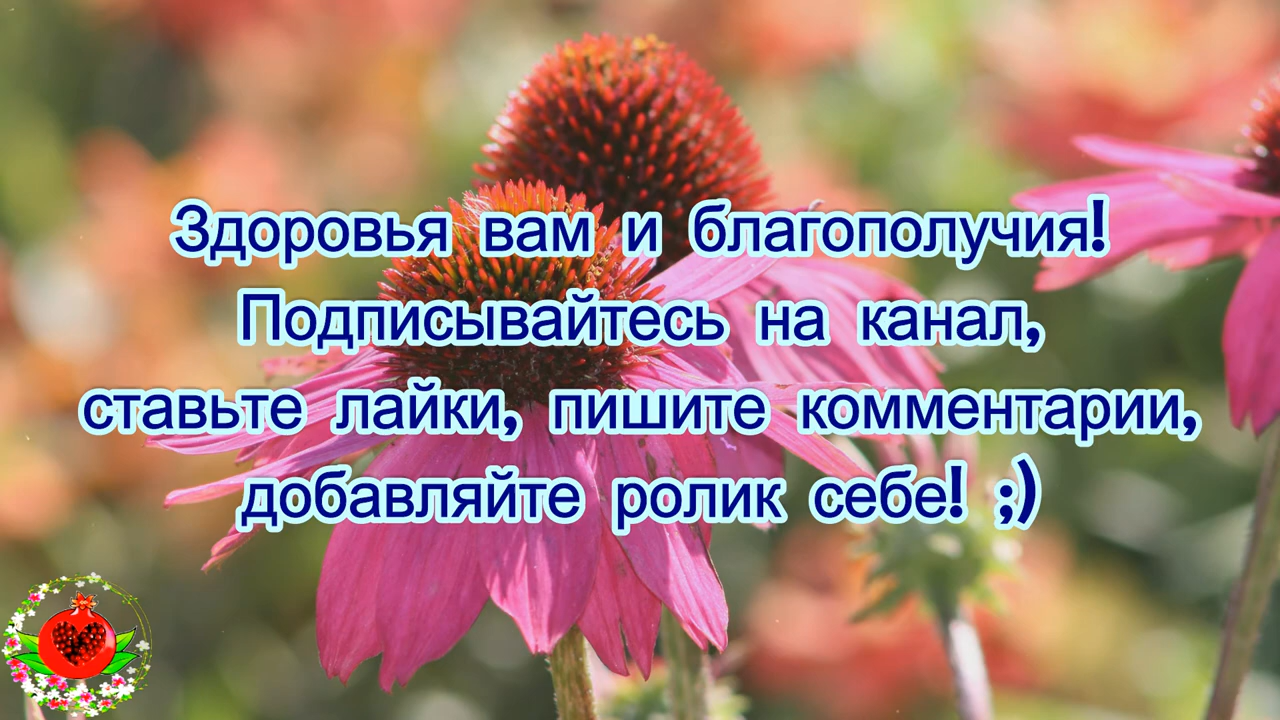 Здоровья вам и благополучия!
Подписывайтесь на канал,
ставьте лайки, пишите комментарии,
добавляйте ролик себе! ;)